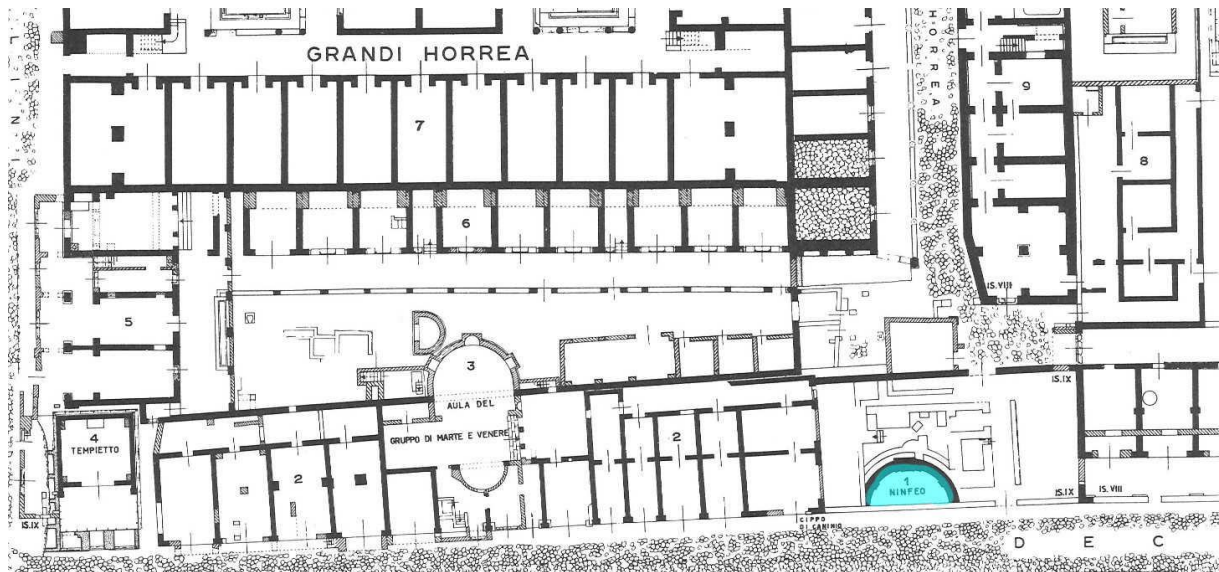 L I N I
GRANDI HORREA
HORREA
7
9
8
6
5
IS. VIII
3
AULA DEL
GRUPPO DI MARTE E VENERE
IS.IX
4
TEMPIETTO
2
2
1
NINFEO
IS.IX
IS.IX
IS. VIII
CIPPO
DI CANINIO
D E C